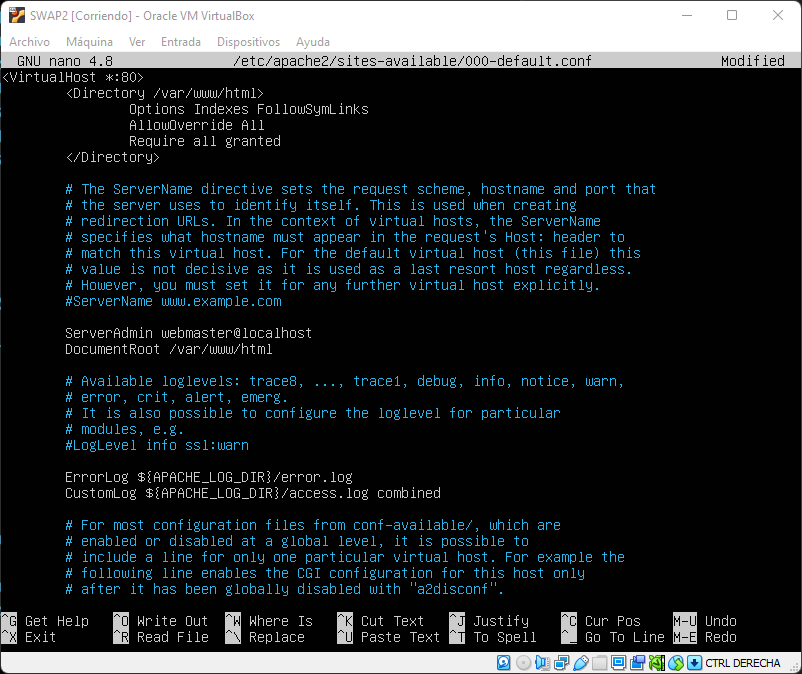 SWAP2 [Corriendo] - Oracle VM VirtualBox
Archivo Máquina Ver Entrada Dispositivos Ayuda
GNU nano 4.8 /etc/apache2/sites-available/000-default.conf Modified
<VirtualHost *:80>
<Directory /var/www/html>
Options Indexes FollowSymLinks
AllowOverride All
Require all granted
</Directory>
# The ServerName directive sets the request scheme, hostname and port that
# the server uses to identify itself. This is used when creating
# redirection URLs. In the context of virtual hosts, the ServerName
# specifies what hostname must appear in the request's Host: header to
# match this virtual host. For the default virtual host (this file) this
# value is not decisive as it is used as a last resort host regardless.
# However, you must set it for any further virtual host explicitly.
#ServerName www.example.com
ServerAdmin webmaster@localhost
DocumentRoot /var/www/html
# Available loglevels: trace8, ..., trace1, debug, info, notice, warn,
# error, crit, alert, emerg.
# It is also possible to configure the loglevel for particular
# modules, e.g.
#LogLevel info ssl:warn
ErrorLog ${APACHE_LOG_DIR}/error.log
CustomLog ${APACHE_LOG_DIR}/access.log combined
# For most configuration files from conf-available/, which are
# enabled or disabled at a global level, it is possible to
# include a line for only one particular virtual host. For example the
# following line enables the CGI configuration for this host only
# after it has been globally disabled with "a2disconf".
^G Get Help ^O Write Out ^W Where Is ^K Cut Text ^J Justify ^C Cur Pos M-U Undo
^X Exit ^R Read File ^\ Replace ^U Paste Text ^T To Spell ^_ Go To Line M-E Redo
CTRL DERECHA